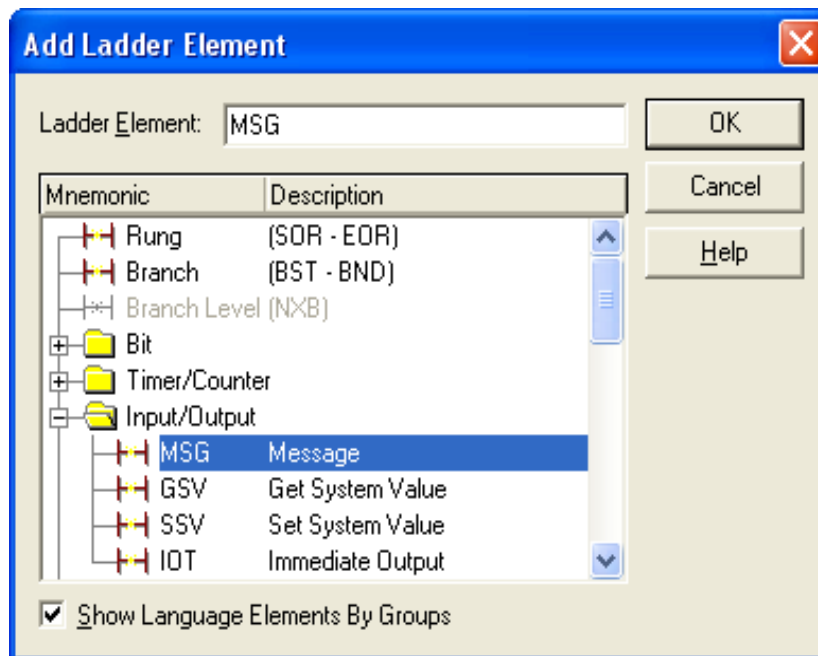 Add Ladder Element
Ladder Element: MSG
OK
Mnemonic Description
Cancel
Rung (SOR - EOR)
Help
Branch (BST - BND)
Branch Level (NXB)
Bit
Timer/Counter
Input/Output
MSG Message
GSV Get System Value
SSV Set System Value
IOT Immediate Output
Show Language Elements By Groups